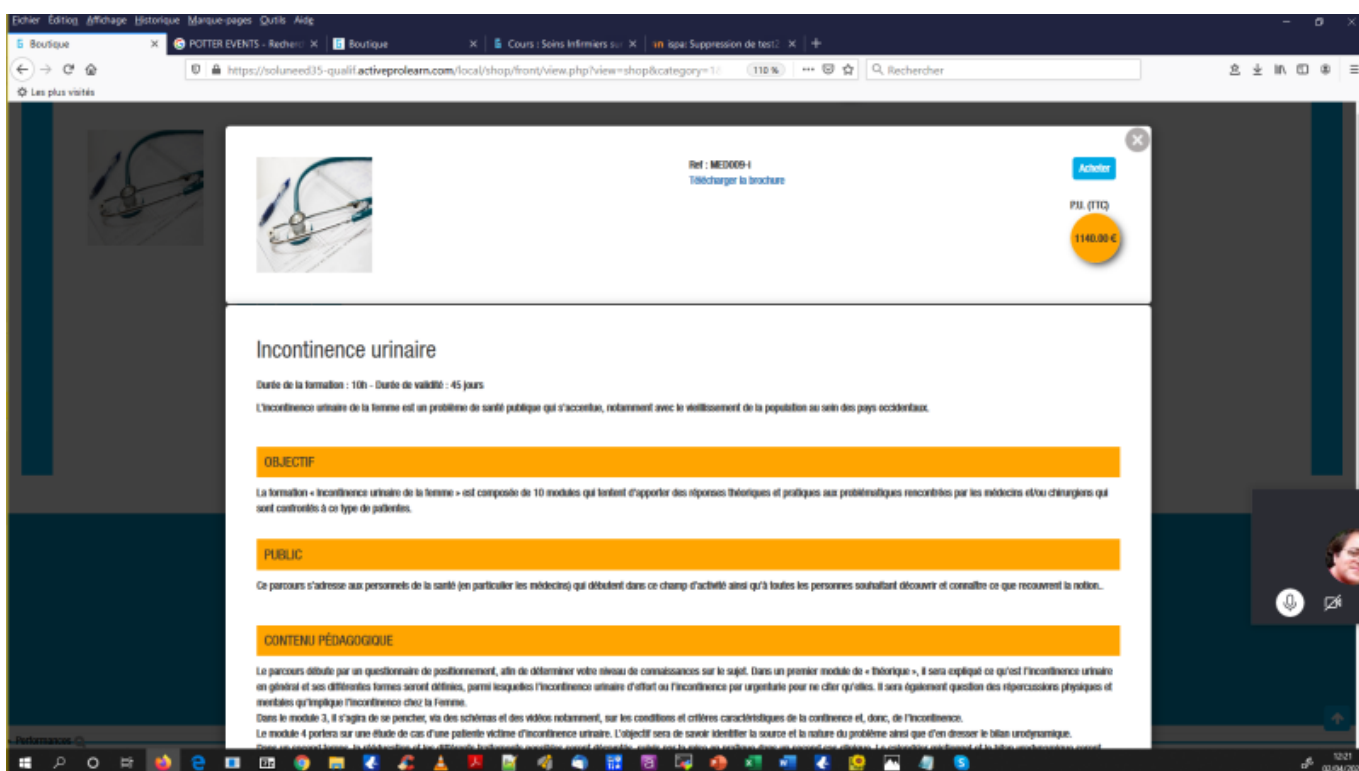 Fichier Édition Affichage Historique Marque-pages Outils Aide
Boutique
POTTER EVENTS - Recherc
Boutique
Cours : Soins Infirmiers sur
ispa: Suppression de test2
https://soluneed35-qualif.activeprolearn.com/local/shop/front/view.php?view=shop&category=1
110 %
Rechercher
Les plus visités
Ref : MED009-I
Télécharger la brochure
Acheter
P.U. (TTC)
1140.00 €
Incontinence urinaire
Durée de la formation : 10h - Durée de validité : 45 jours
L'incontinence urinaire de la femme est un problème de santé publique qui s'accentue, notamment avec le vieillissement de la population au sein des pays occidentaux.
OBJECTIF
La formation « Incontinence urinaire de la femme » est composée de 10 modules qui tentent d'apporter des réponses théoriques et pratiques aux problématiques rencontrées par les médecins et/ou chirurgiens qui
sont confrontés à ce type de patientes.
PUBLIC
Ce parcours s'adresse aux personnels de la santé (en particulier les médecins) qui débutent dans ce champ d'activité ainsi qu'à toutes les personnes souhaitant découvrir et connaître ce que recouvrent la notion..
CONTENU PÉDAGOGIQUE
Le parcours débute par un questionnaire de positionnement, afin de déterminer votre niveau de connaissances sur le sujet. Dans un premier module de « théorique », il sera expliqué ce qu'est l'incontinence urinaire
en général et ses différentes formes seront définies, parmi lesquelles l'incontinence urinaire d'effort ou l'incontinence par urgenturie pour ne citer qu'elles. Il sera également question des répercussions physiques et
mentales qu'implique l'incontinence chez la Femme.
Dans le module 3, il s'agira de se pencher, via des schémas et des vidéos notamment, sur les conditions et critères caractéristiques de la continence et, donc, de l'incontinence.
Le module 4 portera sur une étude de cas d'une patiente victime d'incontinence urinaire. L'objectif sera de savoir identifier la source et la nature du problème ainsi que d'en dresser le bilan urodynamique.
Performances
12:21